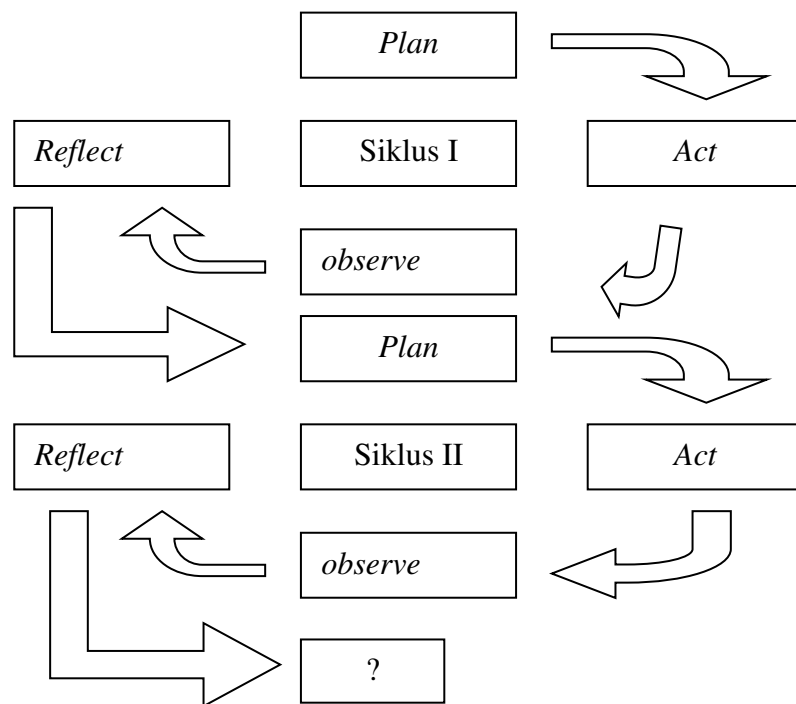 Plan
Reflect
Siklus I
Act
observe
Plan
Reflect
Siklus II
Act
observe
?